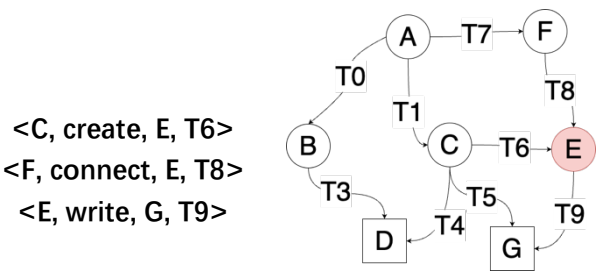 <C, create, E, T6>
<F, connect, E, T8>
<E, write, G, T9>
A
T7
F
T0
T8
T1
B
C
T6
E
T3
T5
T4
T9
D
G